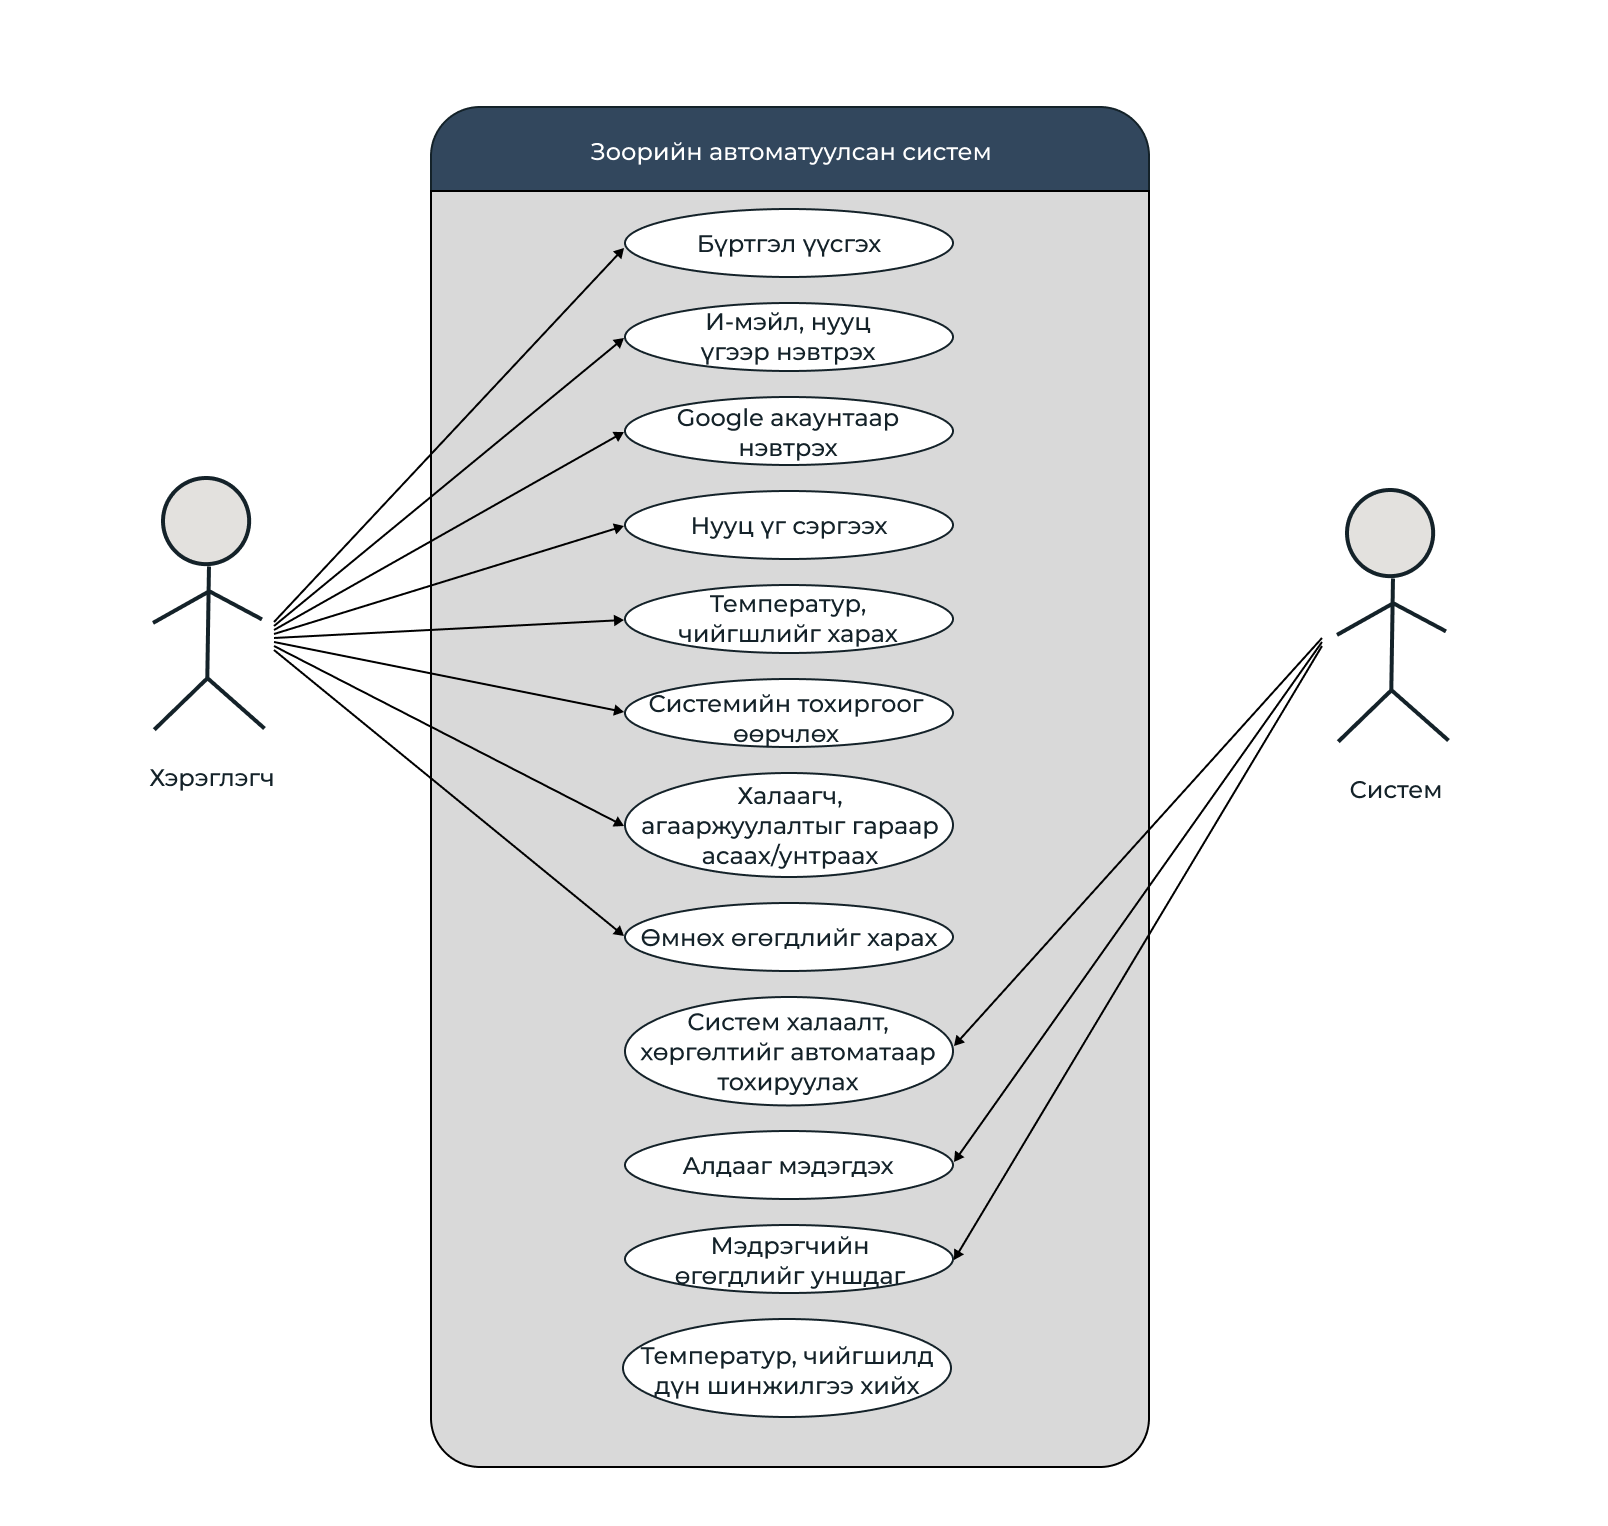 Зоорийн автоматуулсан систем
Бүртгэл үүсгэх
И-мэйл, нууц
үгээр нэвтрэх
Google акаунтаар
нэвтрэх
Нууц үг сэргээх
Температур,
чийгшлийг харах
Системийн тохиргоог
өөрчлөх
Халаагч,
агааржуулалтыг гараар
асаах/унтраах
Өмнөх өгөгдлийг харах
Систем халаалт,
хөргөлтийг автоматаар
тохируулах
Алдааг мэдэгдэх
Мэдрэгчийн
өгөгдлийг уншдаг
Температур, чийгшилд
дүн шинжилгээ хийх
Хэрэглэгч
Систем